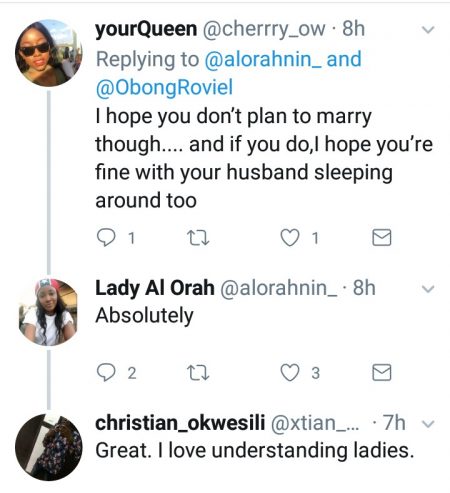 yourQueen @cherrry_ow · 8h
Replying to @alorahnin_ and
@ObongRoviel
I hope you don't plan to marry
though.... and if you do,I hope you're
fine with your husband sleeping
around too
1 1
Lady Al Orah @alorahnin_ · 8h
Absolutely
2 3
christian_okwesili @xtian_... · 7h
Great. I love understanding ladies.